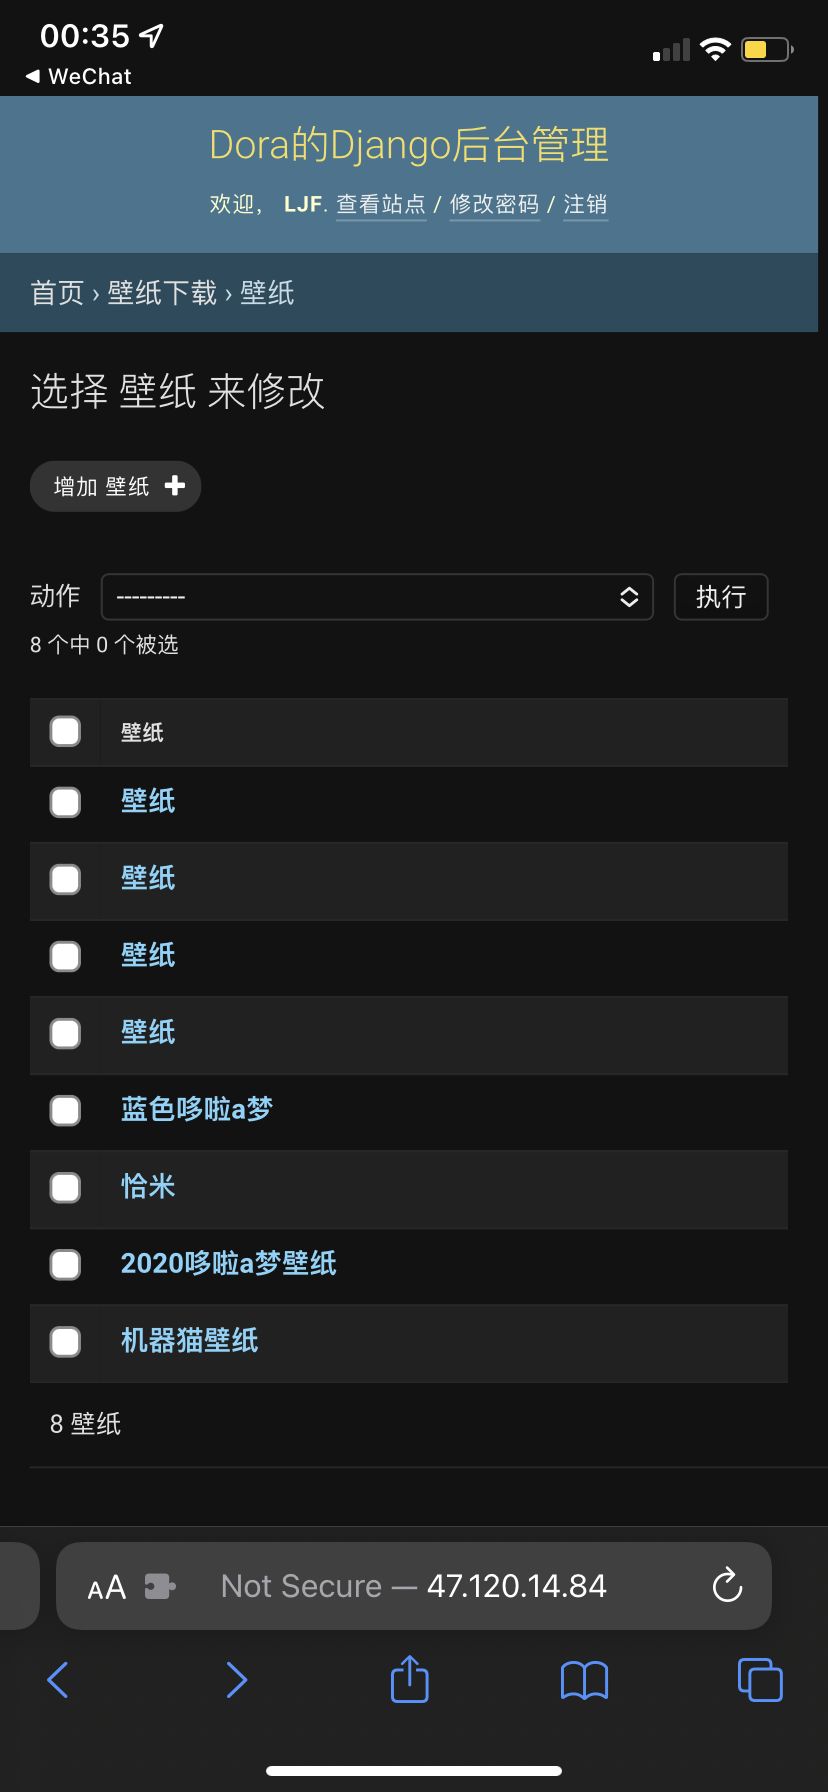 00:35
◀ WeChat
Dora的Django后台管理
欢迎， LJF. 查看站点 / 修改密码 / 注销
首页 › 壁纸下载 › 壁纸
选择 壁纸 来修改
增加 壁纸
动作 --------- 执行
8 个中 0 个被选
壁纸
壁纸
壁纸
壁纸
壁纸
蓝色哆啦a梦
恰米
2020哆啦a梦壁纸
机器猫壁纸
8 壁纸
AA Not Secure — 47.120.14.84